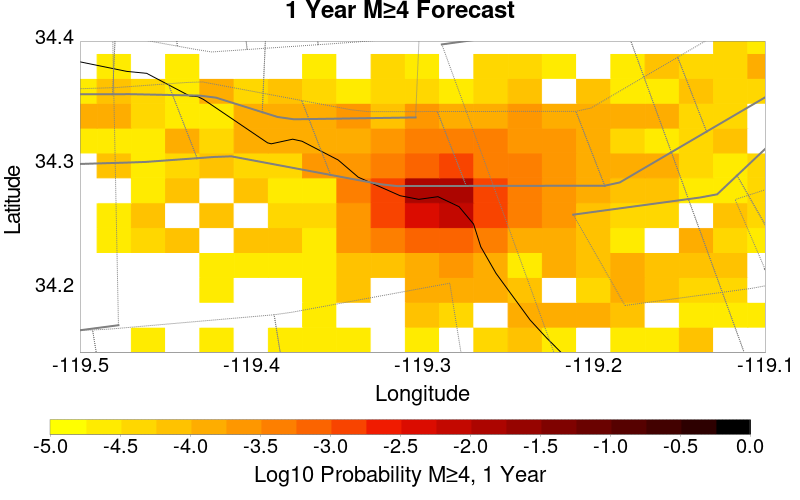 1 Year M≥4 Forecast
34.4
34.3
34.2
Latitude
-119.5 -119.4 -119.3 -119.2 -119.1
Longitude
-5.0 -4.5 -4.0 -3.5 -3.0 -2.5 -2.0 -1.5 -1.0 -0.5 0.0
Log10 Probability M≥4, 1 Year